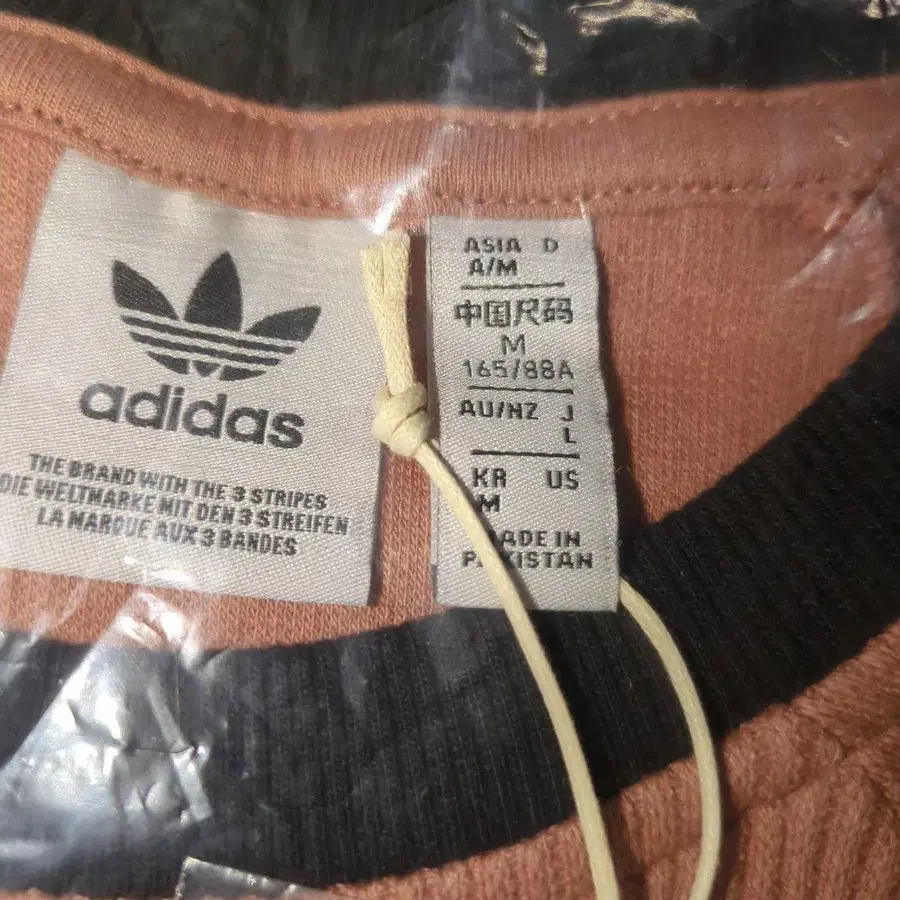 adidas
THE BRAND WITH THE 3 STRIPES
DIE WELTMARKE MIT DEN 3 STREIFEN
LA MARQUE AUX 3 BANDES
ASIA D
A/M
中国尺码
M
165/88A
AU/NZ J
L
KR US
M
MADE IN
PAKISTAN